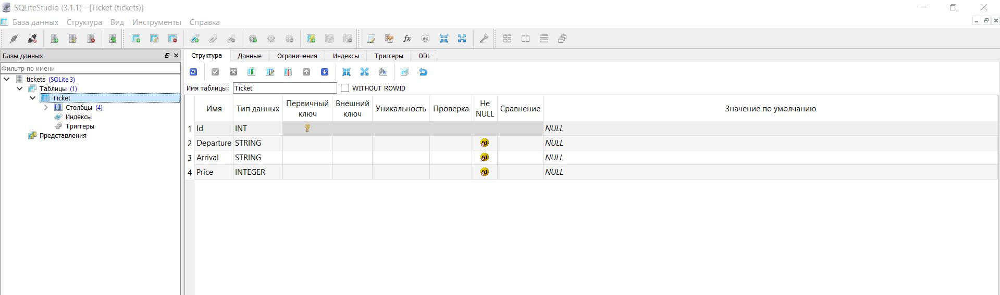 SQLiteStudio (3.1.1) - [Ticket (tickets)]
База данных Структура Вид Инструменты Справка
Базы данных
Фильтр по имени
tickets (SQLite 3)
Таблицы (1)
Ticket
Столбцы (4)
Индексы
Триггеры
Представления
Структура Данные Ограничения Индексы Триггеры DDL
Имя таблицы: Ticket WITHOUT ROWID
Имя Тип данных Первичный ключ Внешний ключ Уникальность Проверка Не NULL Сравнение Значение по умолчанию
1 Id INT NULL
2 Departure STRING NULL
3 Arrival STRING NULL
4 Price INTEGER NULL